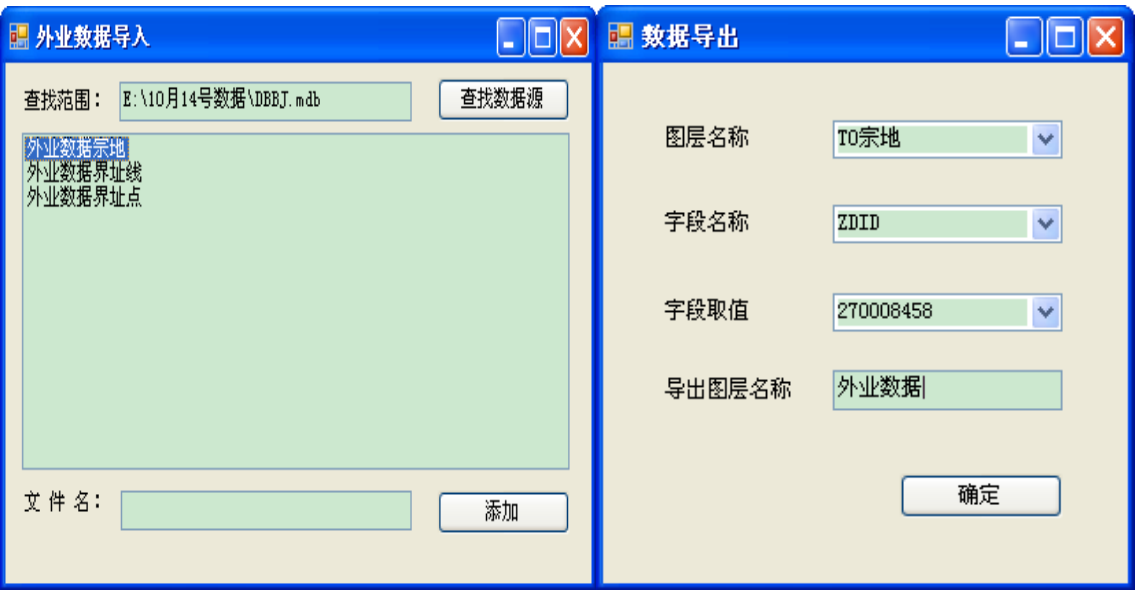 外业数据导入
查找范围： E:\10月14号数据\DBBJ.mdb 查找数据源
外业数据宗地
外业数据界址线
外业数据界址点
文 件 名： 添加
数据导出
图层名称 TO宗地
字段名称 ZDID
字段取值 270008458
导出图层名称 外业数据
确定